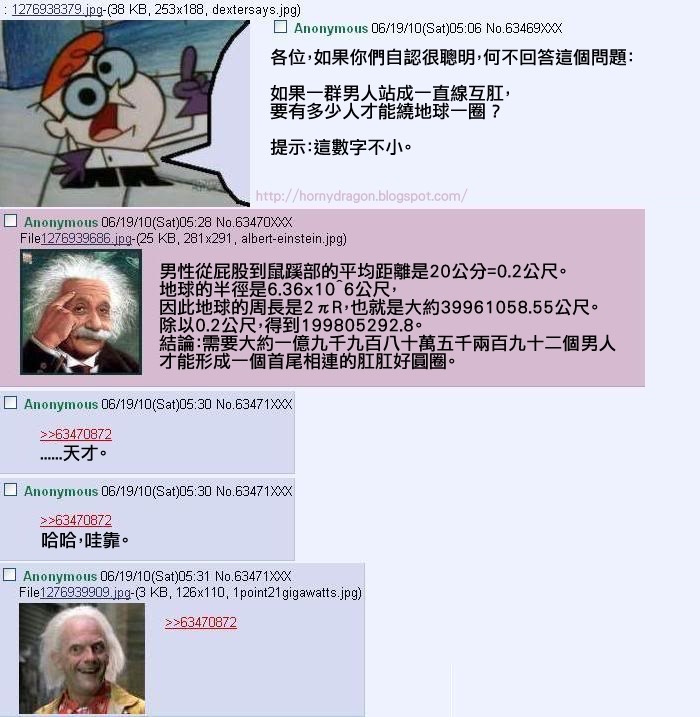 : 1276938379.jpg-(38 KB, 253x188, dextersays.jpg)
Anonymous 06/19/10(Sat)05:06 No.63469XXX
各位,如果你們自認很聰明,何不回答這個問題:
如果一群男人站成一直線互肛,
要有多少人才能繞地球一圈?
提示:這數字不小。
http://hornydragon.blogspot.com/
Anonymous 06/19/10(Sat)05:28 No.63470XXX
File1276939686.jpg-(25 KB, 281x291, albert-einstein.jpg)
男性從屁股到鼠蹊部的平均距離是20公分=0.2公尺。
地球的半徑是6.36x10^6公尺,
因此地球的周長是2πR,也就是大約39961058.55公尺。
除以0.2公尺,得到199805292.8。
結論:需要大約一億九千九百八十萬五千兩百九十二個男人
才能形成一個首尾相連的肛肛好圓圈。
Anonymous 06/19/10(Sat)05:30 No.63471XXX
>>63470872
......天才。
Anonymous 06/19/10(Sat)05:30 No.63471XXX
>>63470872
哈哈,哇靠。
Anonymous 06/19/10(Sat)05:31 No.63471XXX
File1276939909.jpg-(3 KB, 126x110, 1point21gigawatts.jpg)
>>63470872